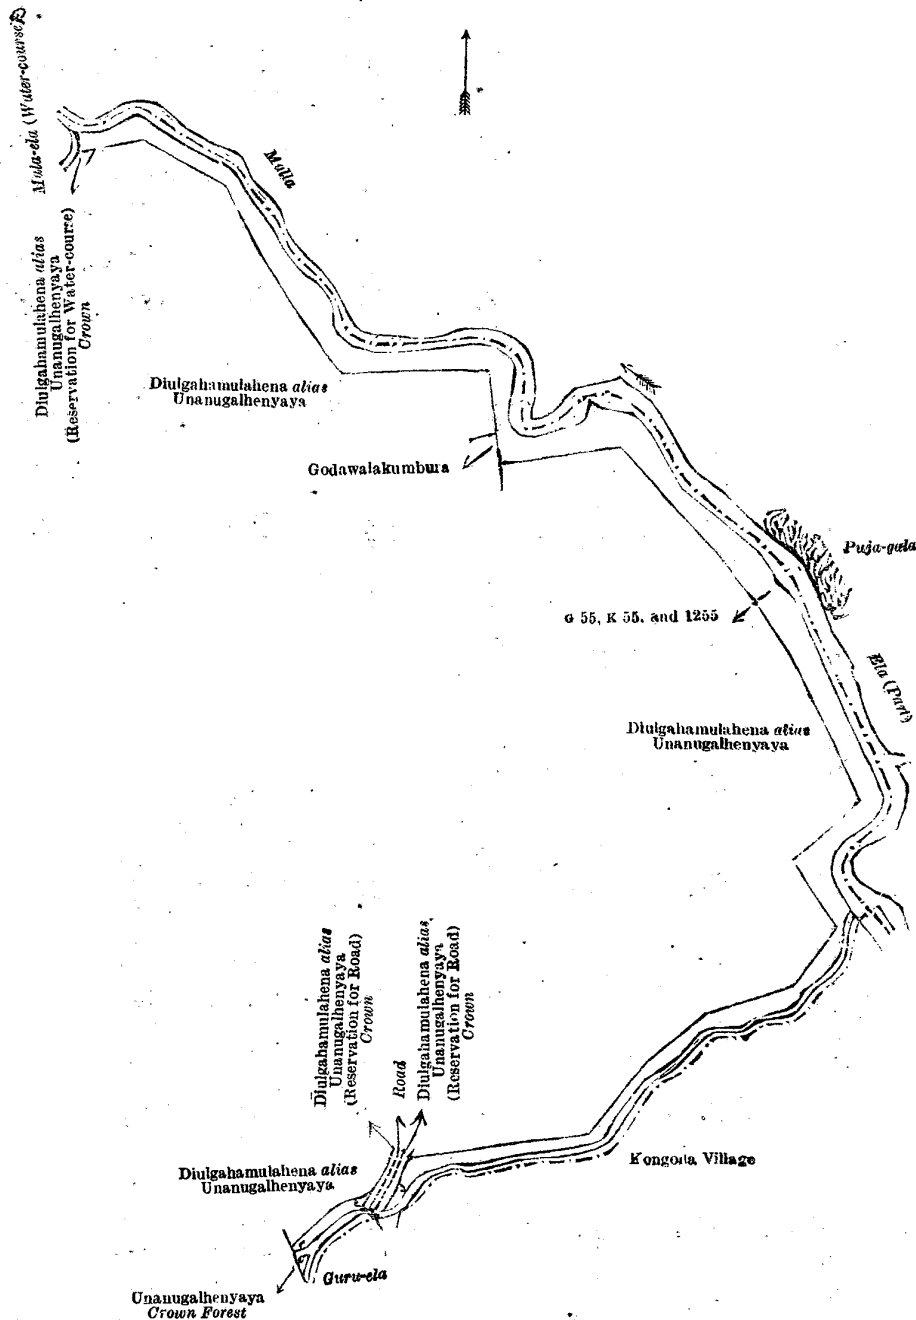 Mala-ela (Water-course)
Malla
Diulgahamulahena alias
Unanugalhenyaya
(Reservation for Water-course)
Crown
Diulgahamulahena alias
Unanugalhenyaya
Godawalakumbura
Puja-gala
G 55, K 55, and 1255
Ela (Part)
Diulgahamulahena alias
Unanugalhenyaya
Diulgahamulahena alias
Unanugalhenyaya
(Reservation for Road)
Crown
Road
Diulgahamulahena alias,
Unanugalhenyaya
(Reservation for Road)
Crown
Kongoda Village
Diulgahamulahena alias
Unanugalhenyaya
Guru-ela
Unanugalhenyaya
Crown Forest